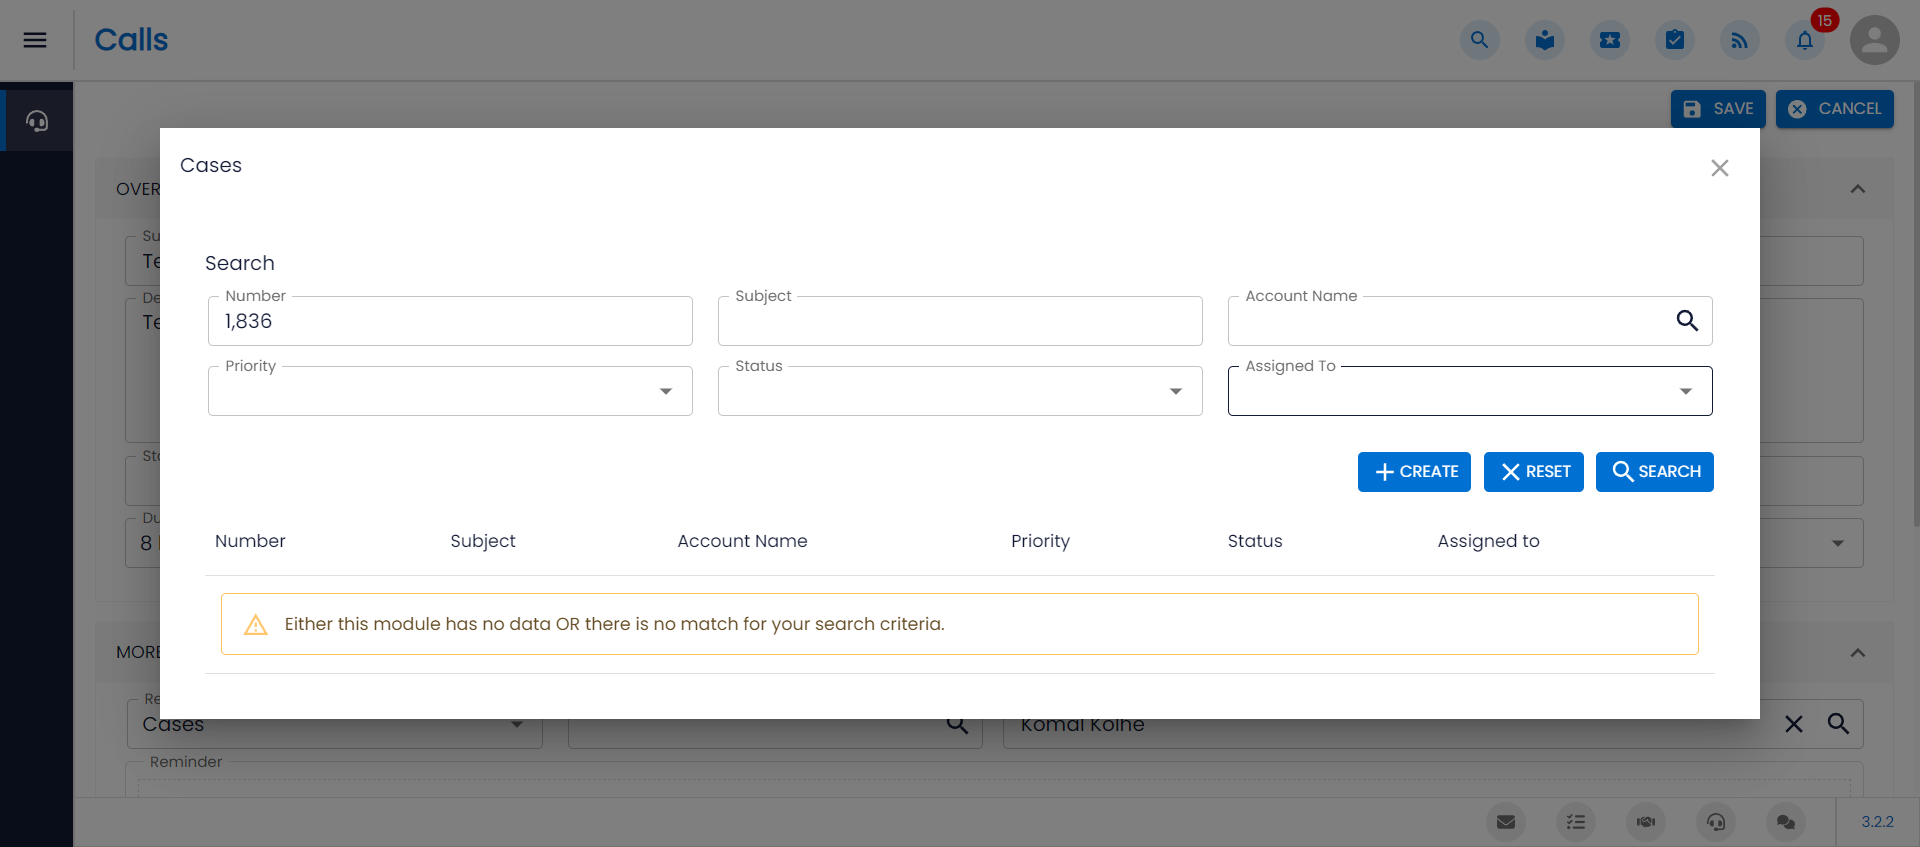 Calls
15
SAVE
CANCEL
Cases
OVER
Search
Number
Subject
Account Name
1,836
Priority
Status
Assigned To
CREATE
RESET
SEARCH
Number Subject Account Name Priority Status Assigned to
Either this module has no data OR there is no match for your search criteria.
Su
Te
De
Te
Sta
Du
8
MORE
Re
Cases
Komal Kolhe
Reminder
3.2.2